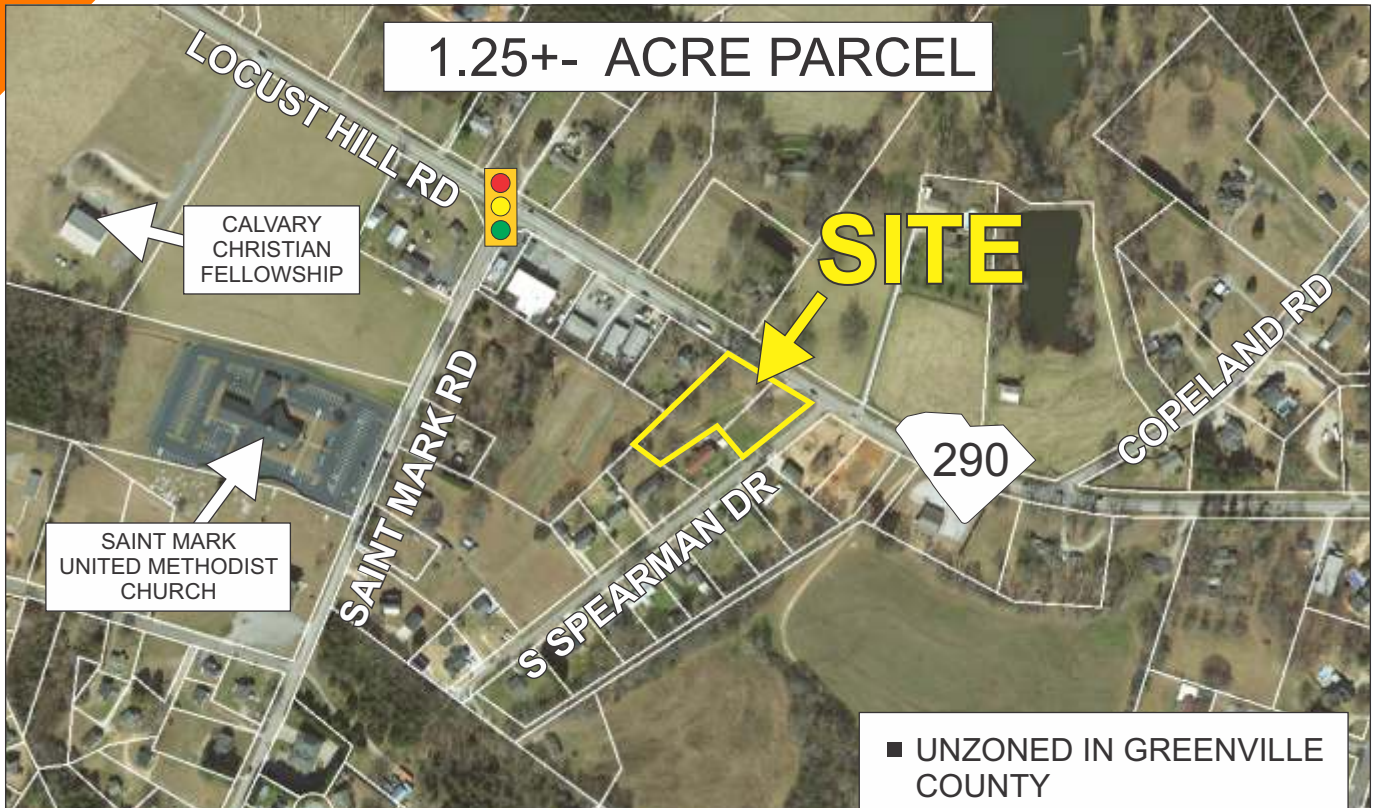 1.25+- ACRE PARCEL
LOCUST HILL RD
CALVARY
CHRISTIAN
FELLOWSHIP
SITE
COPELAND RD
SAINT MARK RD
290
SAINT MARK
UNITED METHODIST
CHURCH
S SPEARMAN DR
■ UNZONED IN GREENVILLE
COUNTY